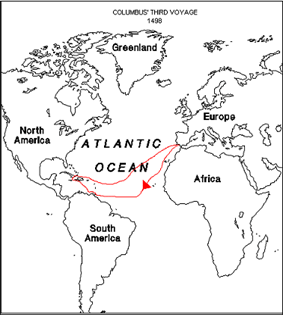 COLUMBUS' THIRD VOYAGE
1498
Greenland
Europe
North
America
ATLANTIC
OCEAN
Africa
South
America